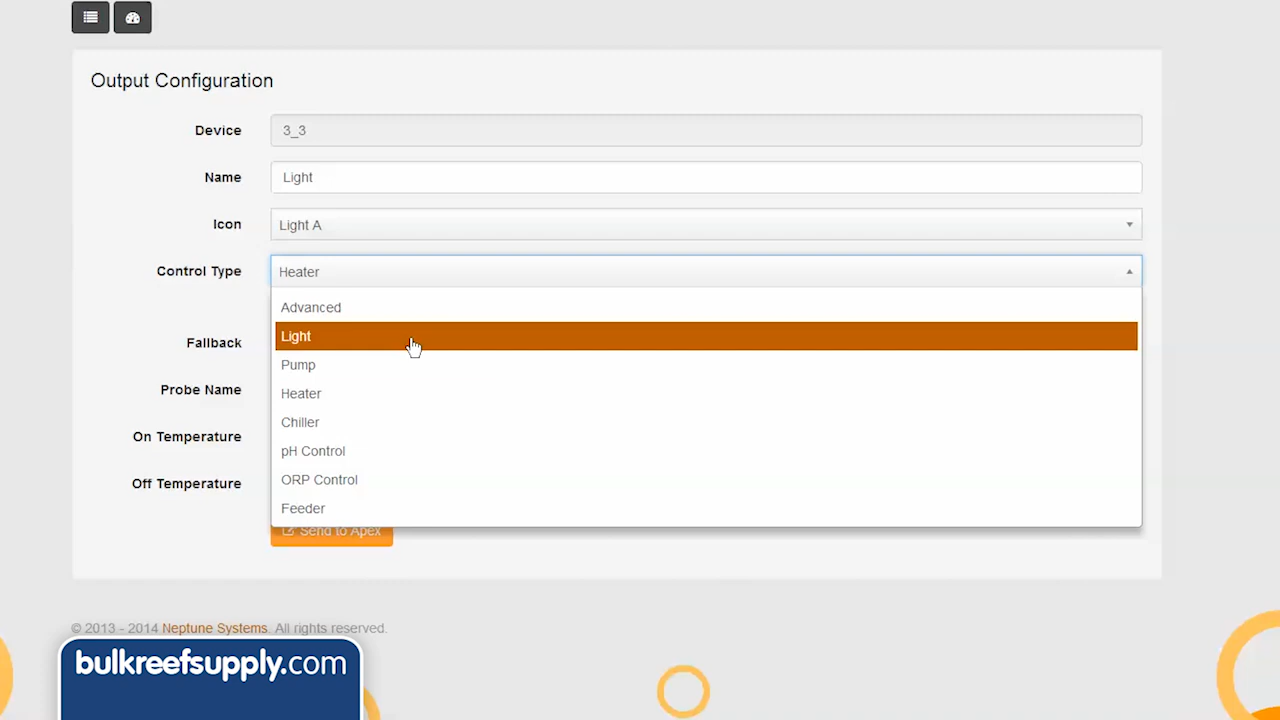 Output Configuration
Device 3_3
Name Light
Icon Light A
Control Type Heater
Advanced
Light
Fallback
Pump
Probe Name
Heater
Chiller
On Temperature
pH Control
Off Temperature
ORP Control
Feeder
Send to Apex
© 2013 - 2014 Neptune Systems. All rights reserved.
bulkreefsupply.com